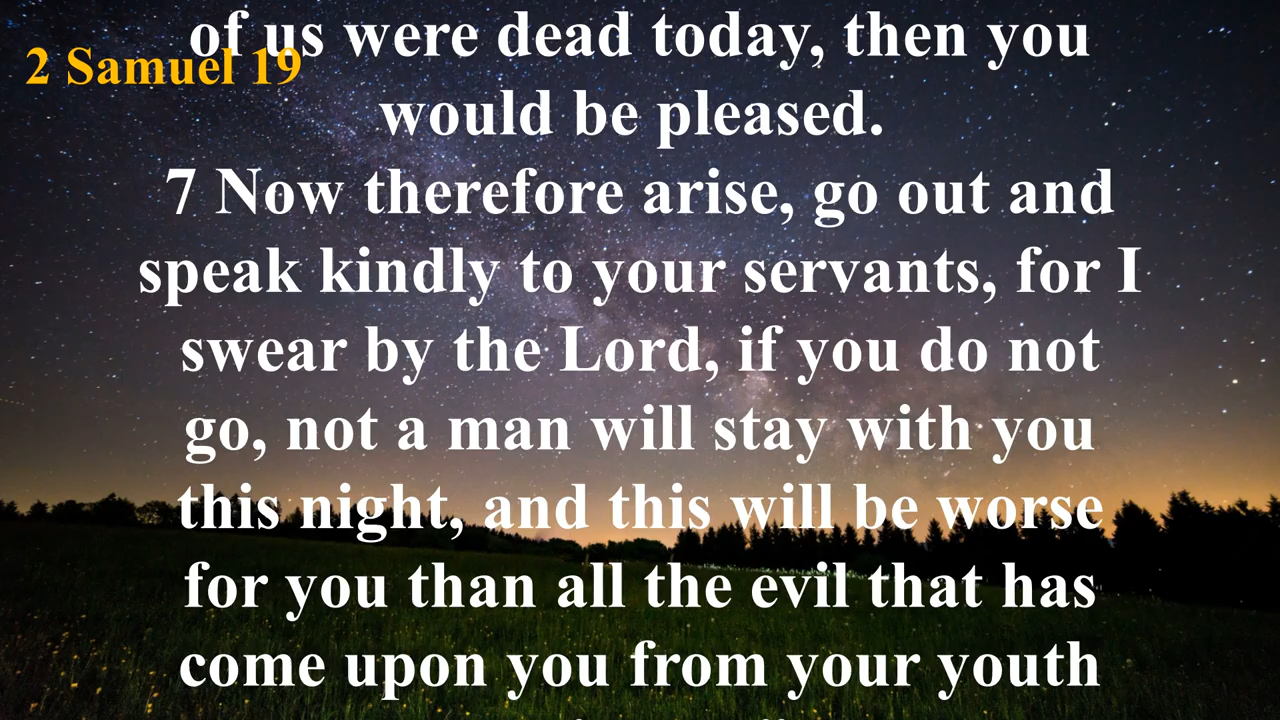 of us were dead today, then you
2 Samuel 19
would be pleased.
7 Now therefore arise, go out and
speak kindly to your servants, for I
swear by the Lord, if you do not
go, not a man will stay with you
this night, and this will be worse
for you than all the evil that has
come upon you from your youth